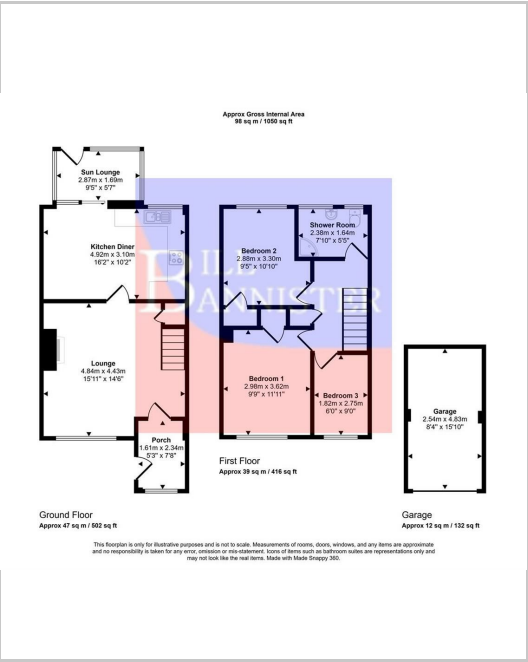 Approx Gross Internal Area
98 sq m / 1050 sq ft
Sun Lounge
2.87m x 1.69m
9'5" x 5'7"
Kitchen Diner
4.92m x 3.10m
16'2" x 10'2"
Lounge
4.84m x 4.43m
15'11" x 14'6"
Porch
1.61m x 2.34m
5'3" x 7'8"
Ground Floor
Approx 47 sq m / 502 sq ft
Shower Room
2.38m x 1.64m
7'10" x 5'5"
Bedroom 2
2.88m x 3.30m
9'5" x 10'10"
BILL
BANNISTER
Bedroom 1
2.98m x 3.62m
9'9" x 11'11"
Bedroom 3
1.82m x 2.75m
6'0" x 9'0"
First Floor
Approx 39 sq m / 416 sq ft
Garage
2.54m x 4.83m
8'4" x 15'10"
Garage
Approx 12 sq m / 132 sq ft
This floorplan is only for illustrative purposes and is not to scale. Measurements of rooms, doors, windows, and any items are approximate
and no responsibility is taken for any error, omission or mis-statement. Icons of items such as bathroom suites are representations only and
may not look like the real items. Made with Made Snappy 360.